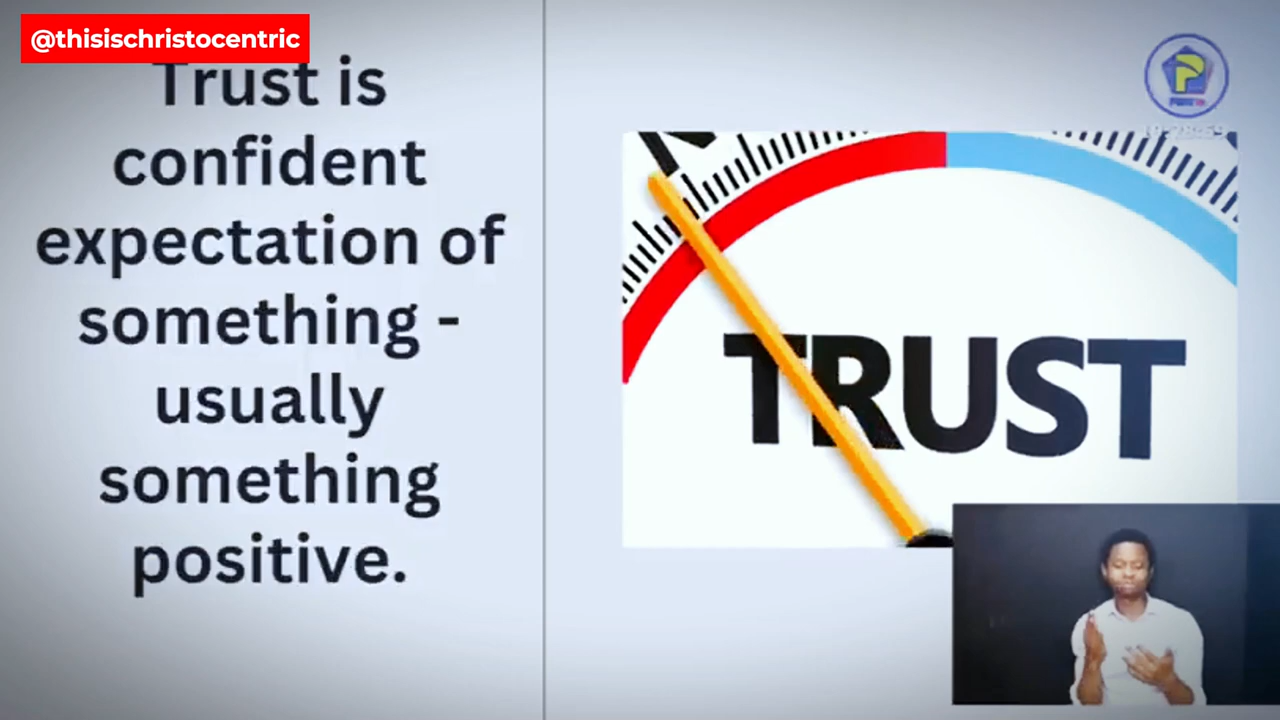 @thisischristocentric
Trust is
confident
expectation of
something -
usually
something
positive.
TRUST